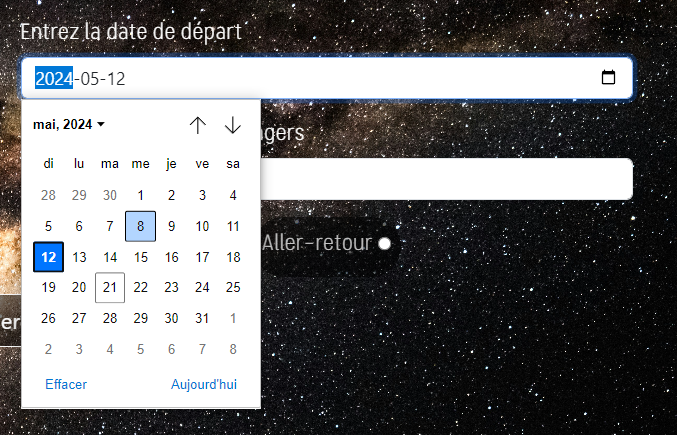 Entrez la date de départ
2024-05-12
mai, 2024
agers
di lu ma me je ve sa
28 29 30 1 2 3 4
5 6 7 8 9 10 11
12 13 14 15 16 17 18
Aller-retour
19 20 21 22 23 24 25
26 27 28 29 30 31 1
er
2 3 4 5 6 7 8
Effacer Aujourd'hui